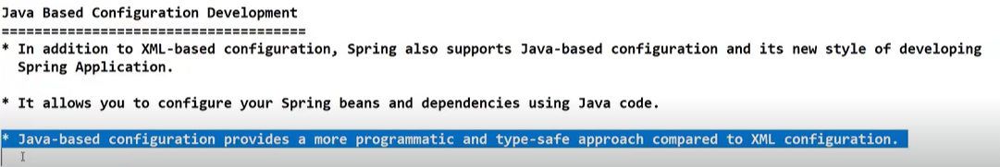 Java Based Configuration Development
=====================================
* In addition to XML-based configuration, Spring also supports Java-based configuration and its new style of developing
Spring Application.
* It allows you to configure your Spring beans and dependencies using Java code.
* Java-based configuration provides a more programmatic and type-safe approach compared to XML configuration.